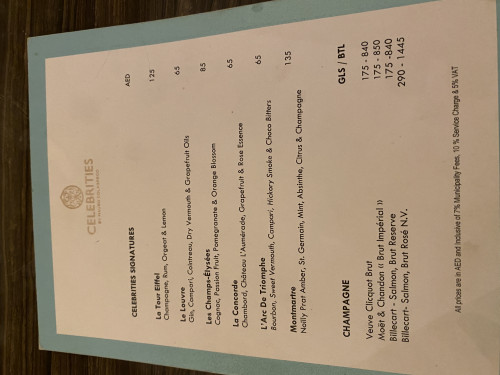 CELEBRITIES
CELEBRITIES SIGNATURES AED
La Tour Eiffel 125
Champagne, Rum, Orgeat & Lemon
Le Louvre 65
Gin, Campari, Cointreau, Dry Vermouth & Grapefruit Oils
Les Champs-Élysées 85
Cognac, Passion Fruit, Pomegranate & Orange Blossom
La Concorde 65
Chambord, Château L'Aumérade, Grapefruit & Rose Essence
L'Arc De Triomphe 65
Bourbon, Sweet Vermouth, Campari, Hickory Smoke & Choco Bitters
Montmartre 135
Noilly Prat Amber, St. Germain, Mint, Absinthe, Citrus & Champagne
CHAMPAGNE GLS / BTL
Veuve Clicquot Brut 175 - 840
Moët & Chandon « Brut Impérial » 175 - 850
Billecart - Salmon, Brut Reserve 175 -840
Billecart- Salmon, Brut Rosé N.V. 290 - 1445
All prices are in AED and inclusive of 7% Municipality Fees, 10 % Service Charge & 5% VAT